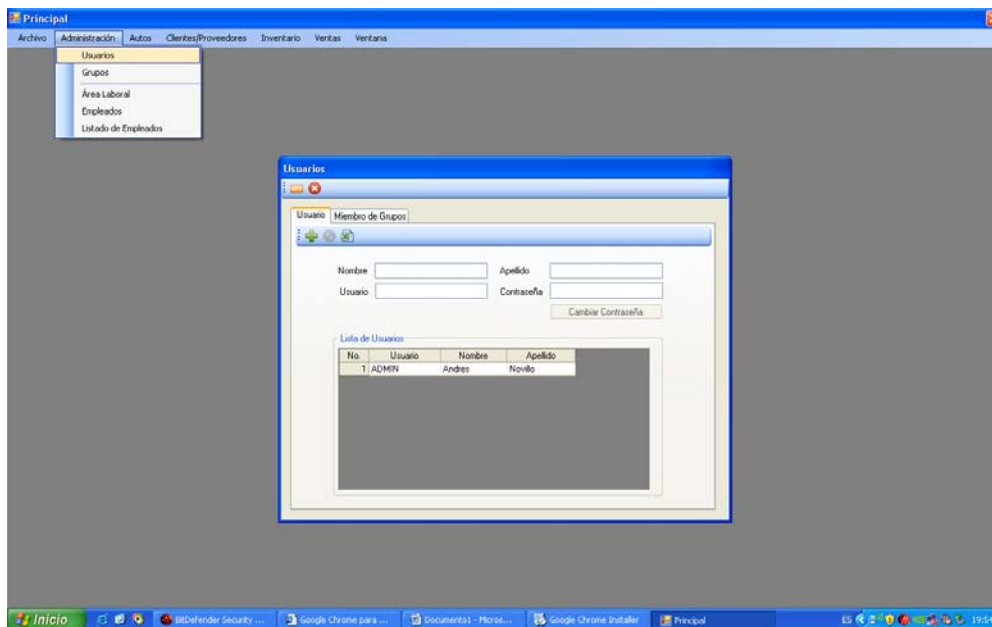 Principal
Archivo Administración Autos Clientes/Proveedores Inventario Ventas Ventana
Usuarios
Grupos
Área Laboral
Empleados
Listado de Empleados
Usuarios
Usuario Miembro de Grupos
Nombre Apellido
Usuario Contraseña
Cambiar Contraseña
Lista de Usuarios
No. Usuario Nombre Apellido
1 ADMIN Andres Novillo
Inicio BitDefender Security ... Google Chrome para ... Documento1 - Micros... Google Chrome Installer Principal ES 19:54